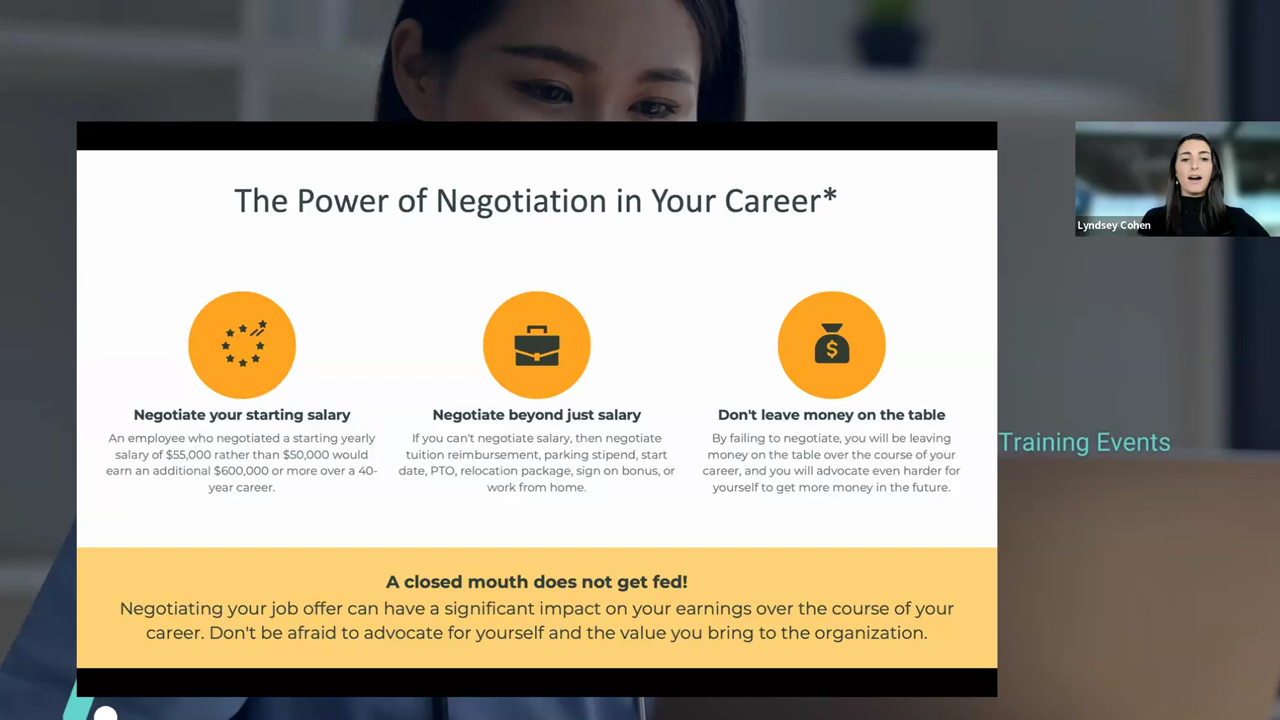 The Power of Negotiation in Your Career*
Negotiate your starting salary
An employee who negotiated a starting yearly
salary of $55,000 rather than $50,000 would
earn an additional $600,000 or more over a 40-
year career.
Negotiate beyond just salary
If you can't negotiate salary, then negotiate
tuition reimbursement, parking stipend, start
date, PTO, relocation package, sign on bonus, or
work from home.
Don't leave money on the table
By failing to negotiate, you will be leaving
money on the table over the course of your
career, and you will advocate even harder for
yourself to get more money in the future.
$
A closed mouth does not get fed!
Negotiating your job offer can have a significant impact on your earnings over the course of your
career. Don't be afraid to advocate for yourself and the value you bring to the organization.
Lyndsey Cohen
Training Events